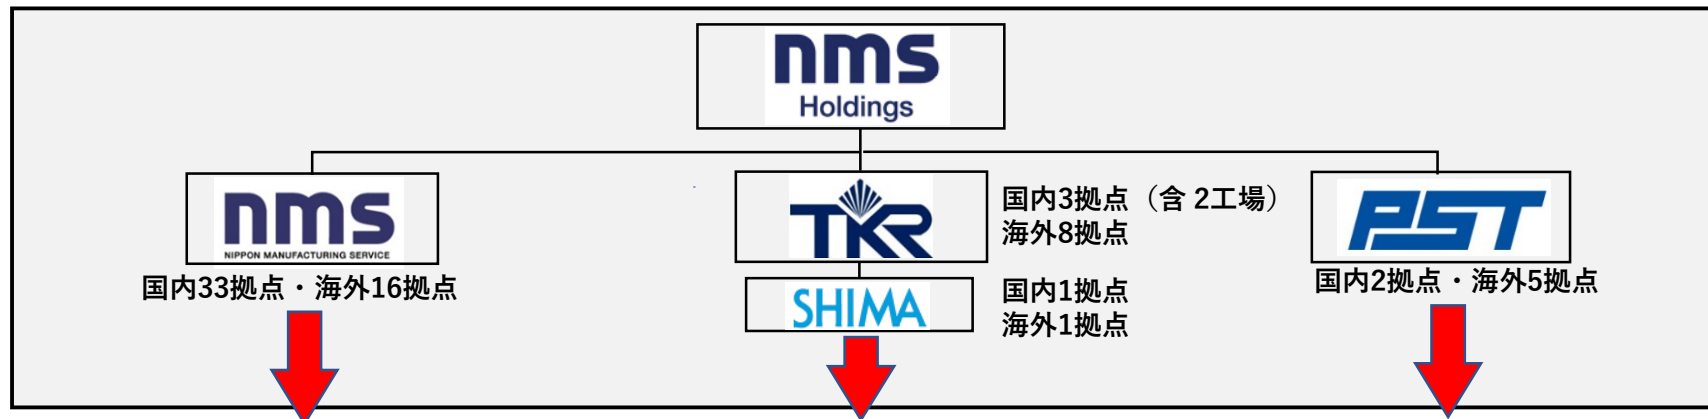 nms
Holdings
nms
NIPPON MANUFACTURING SERVICE
国内33拠点・海外16拠点
TKR
国内3拠点（含 2工場）
海外8拠点
SHIMA
国内1拠点
海外1拠点
PST
国内2拠点・海外5拠点